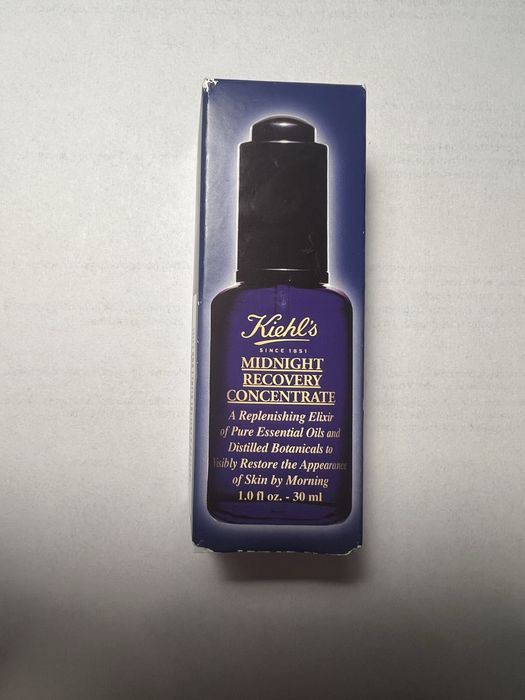 Kiehl's
SINCE 1851
MIDNIGHT
RECOVERY
CONCENTRATE
A Replenishing Elixir
of Pure Essential Oils and
Distilled Botanicals to
Visibly Restore the Appearance
of Skin by Morning
1.0 fl oz. - 30 ml